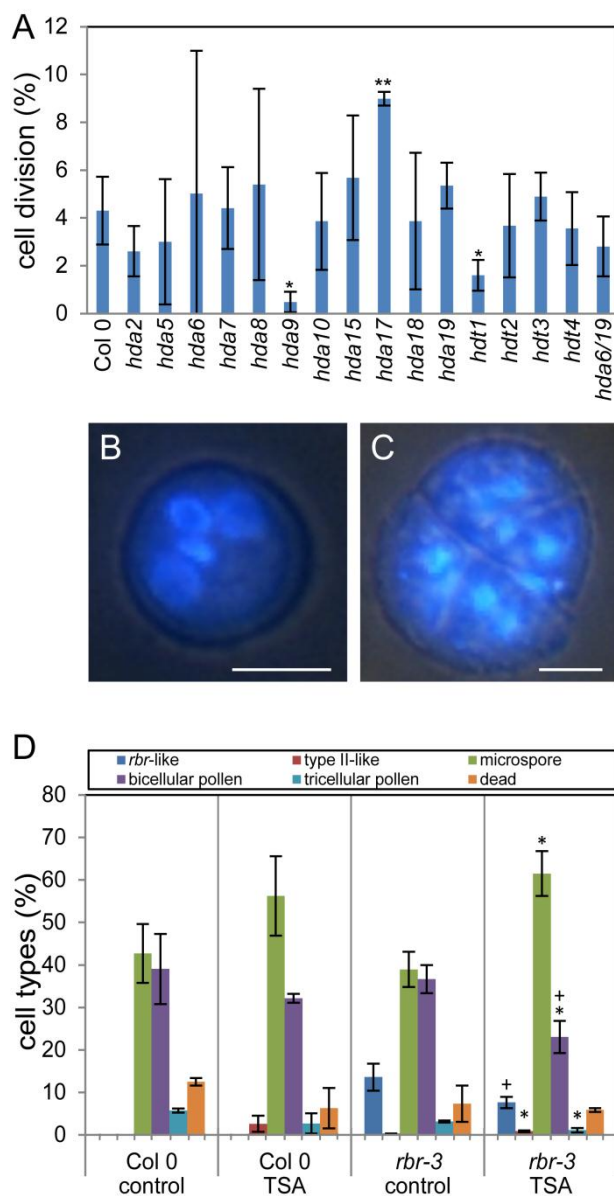 A
12
10
8
6
4
2
0
cell division (%)
*
**
*
Col 0 hda2 hda5 hda6 hda7 hda8 hda9 hda10 hda15 hda17 hda18 hda19 hdt1 hdt2 hdt3 hdt4 hda6/19
B C
D
rbr-like type II-like microspore
bicellular pollen tricellular pollen dead
80
70
60
50
40
30
20
10
0
cell types (%)
*
+
*
+
*
*
Col 0 Col 0 rbr-3 rbr-3
control TSA control TSA